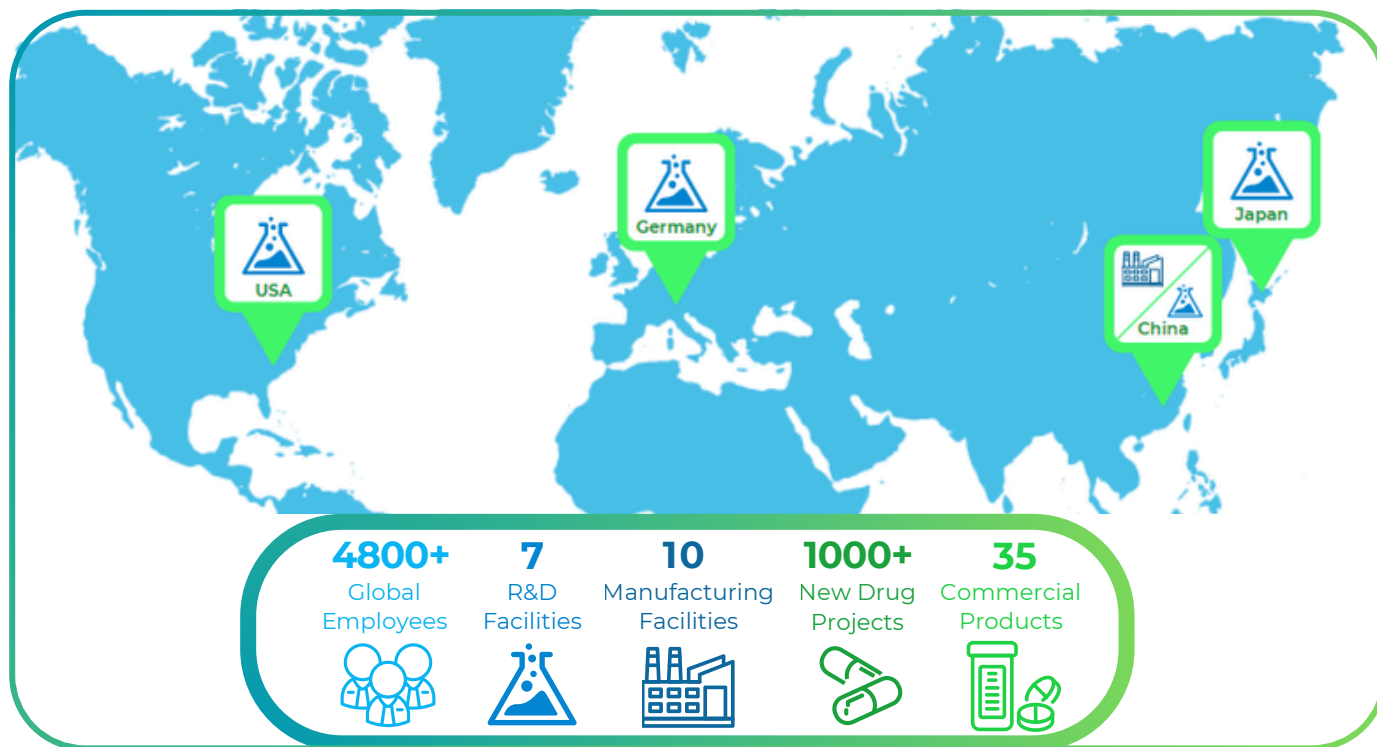 Japan
Germany
USA
China
4800+
Global
Employees
7
R&D
Facilities
10
Manufacturing
Facilities
1000+
New Drug
Projects
35
Commercial
Products